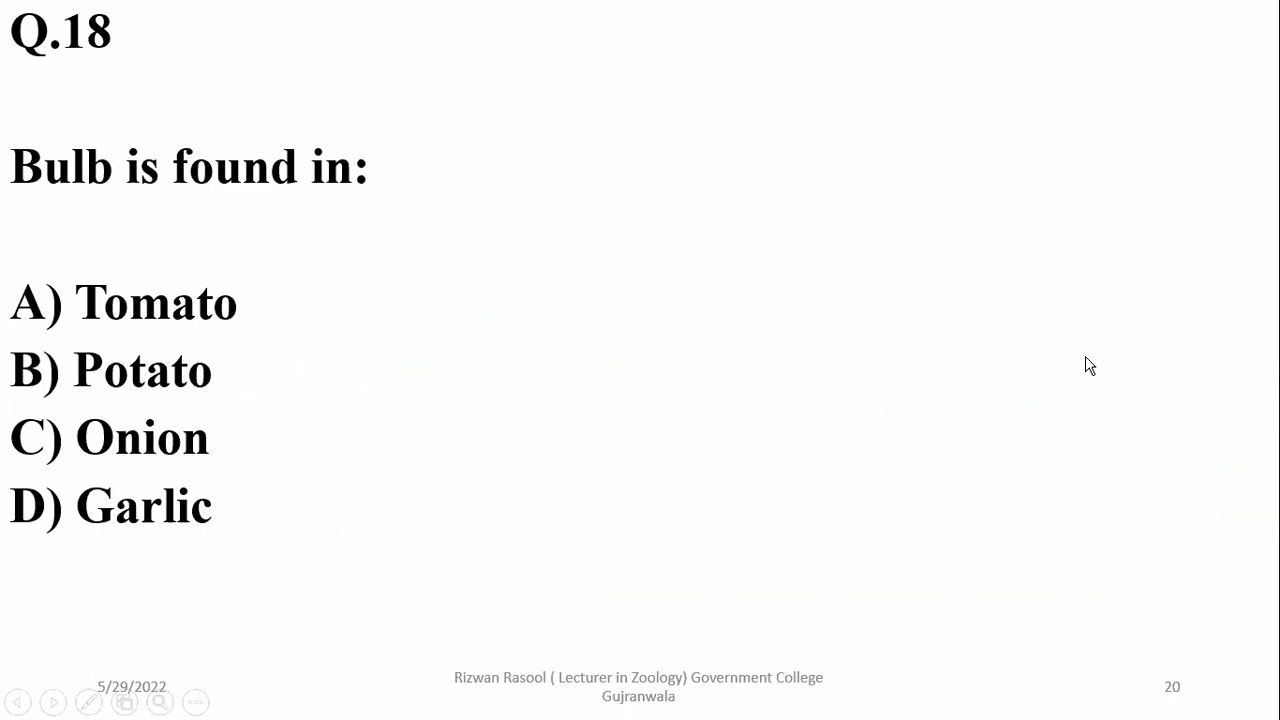 Q.18
Bulb is found in:
A) Tomato
B) Potato
C) Onion
D) Garlic
5/29/2022
Rizwan Rasool ( Lecturer in Zoology) Government College
Gujranwala
20